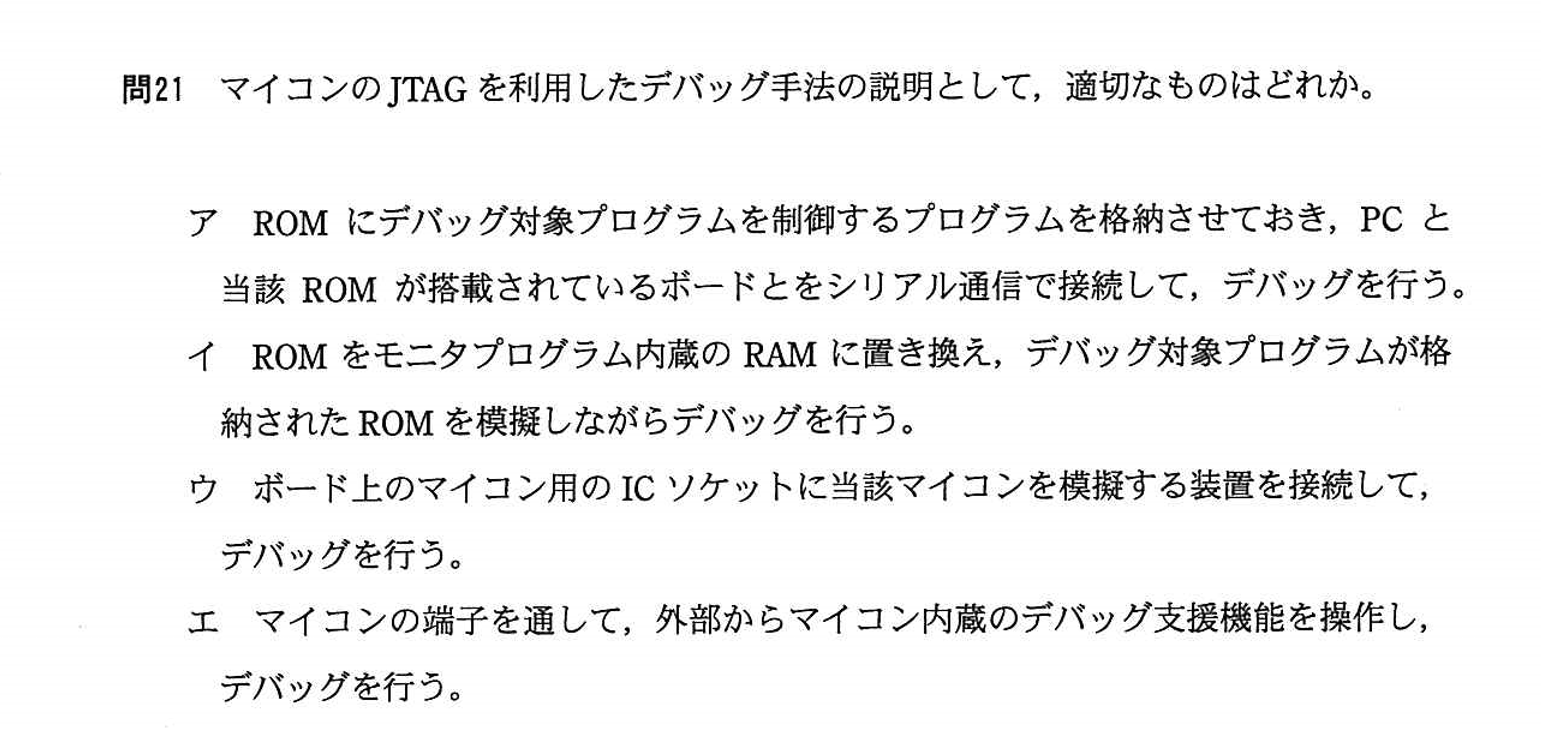 問21 マイコンのJTAGを利用したデバッグ手法の説明として，適切なものはどれか。
ア ROM にデバッグ対象プログラムを制御するプログラムを格納させておき，PC と
当該 ROM が搭載されているボードとをシリアル通信で接続して，デバッグを行う。
イ ROM をモニタプログラム内蔵の RAM に置き換え，デバッグ対象プログラムが格
納された ROM を模擬しながらデバッグを行う。
ウ ボード上のマイコン用の IC ソケットに当該マイコンを模擬する装置を接続して，
デバッグを行う。
エ マイコンの端子を通して，外部からマイコン内蔵のデバッグ支援機能を操作し，
デバッグを行う。